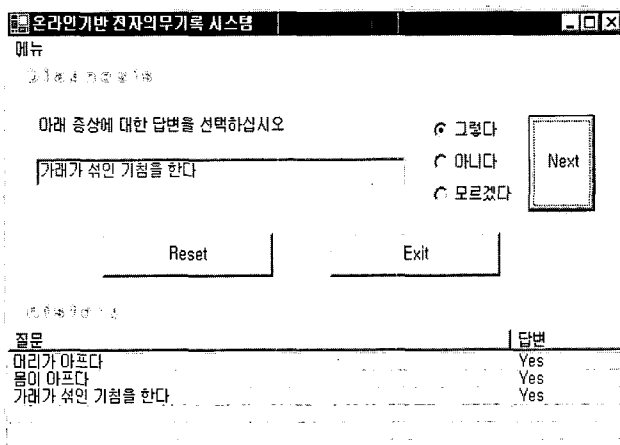 온라인기반 전자의무기록 시스템
메뉴
Diagnosis
아래 증상에 대한 답변을 선택하십시오
그렇다
가래가 섞인 기침을 한다
아니다
Next
모르겠다
Reset
Exit
질문 답변
머리가 아프다 Yes
몸이 아프다 Yes
가래가 섞인 기침을 한다 Yes